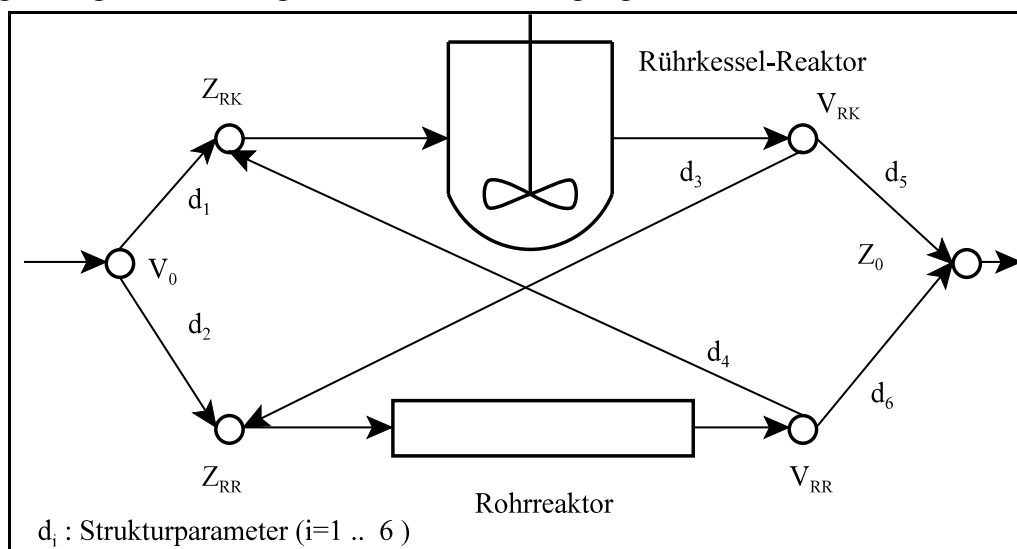 Rührkessel-Reaktor
Z_RK
V_RK
d_3
d_5
d_1
V_0
Z_0
d_2
d_4
d_6
Z_RR
V_RR
Rohrreaktor
d_i : Strukturparameter (i=1 .. 6 )